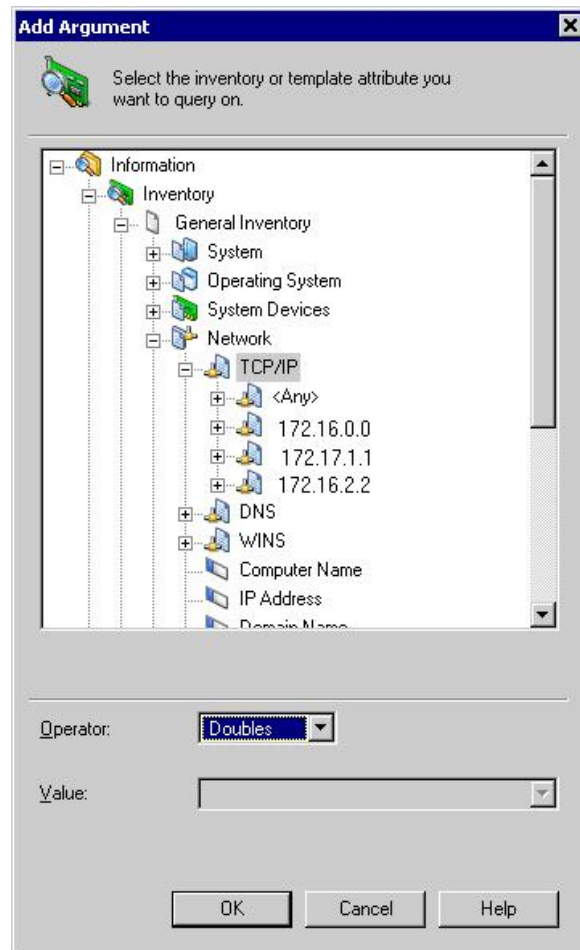 Add Argument
Select the inventory or template attribute you
want to query on.
Information
Inventory
General Inventory
System
Operating System
System Devices
Network
TCP/IP
<Any>
172.16.0.0
172.17.1.1
172.16.2.2
DNS
WINS
Computer Name
IP Address
Domain Name
Operator:
Doubles
Value:
OK
Cancel
Help